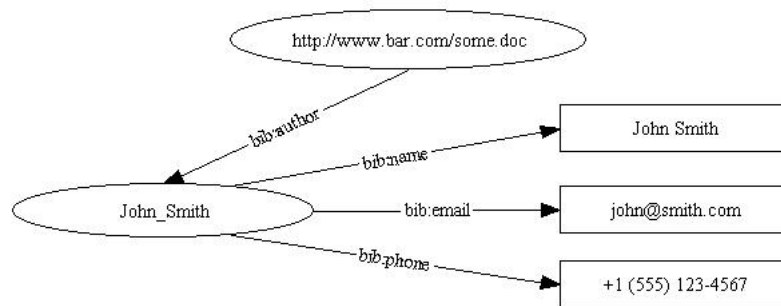 http://www.bar.com/some.doc
bib:author
John Smith
bib:name
John_Smith
bib:email
john@smith.com
bib:phone
+1 (555) 123-4567